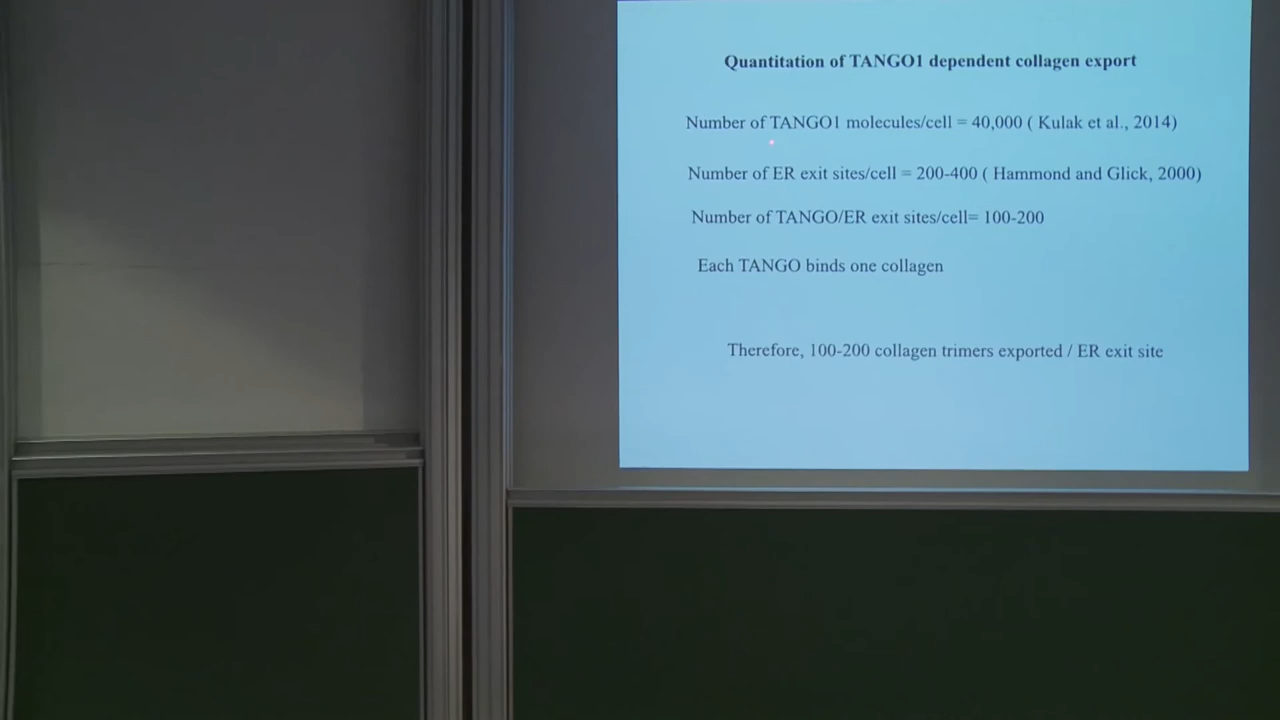 Quantitation of TANGO1 dependent collagen export
Number of TANGO1 molecules/cell = 40,000 ( Kulak et al., 2014)
Number of ER exit sites/cell = 200-400 ( Hammond and Glick, 2000)
Number of TANGO/ER exit sites/cell= 100-200
Each TANGO binds one collagen
Therefore, 100-200 collagen trimers exported / ER exit site